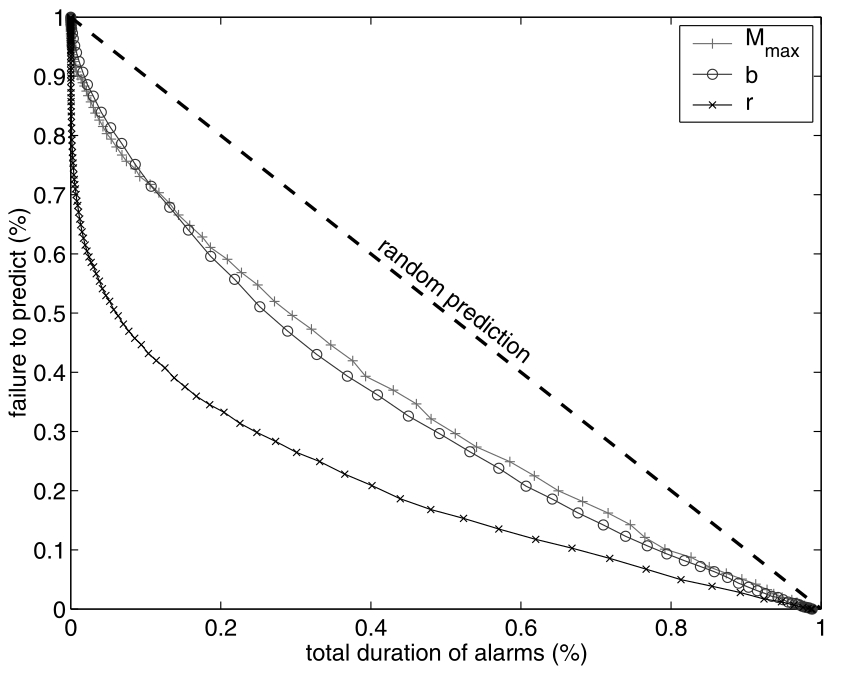 1
0.9
0.8
0.7
0.6
0.5
0.4
0.3
0.2
0.1
0
failure to predict (%)
M_max
b
r
random prediction
0
0.2
0.4
0.6
0.8
1
total duration of alarms (%)